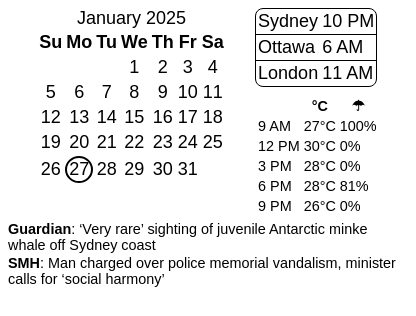 January 2025
Su Mo Tu We Th Fr Sa
1 2 3 4
5 6 7 8 9 10 11
12 13 14 15 16 17 18
19 20 21 22 23 24 25
26 27 28 29 30 31
Sydney 10 PM
Ottawa 6 AM
London 11 AM
°C ☂
9 AM 27°C 100%
12 PM 30°C 0%
3 PM 28°C 0%
6 PM 28°C 81%
9 PM 26°C 0%
Guardian: ‘Very rare’ sighting of juvenile Antarctic minke
whale off Sydney coast
SMH: Man charged over police memorial vandalism, minister
calls for ‘social harmony’